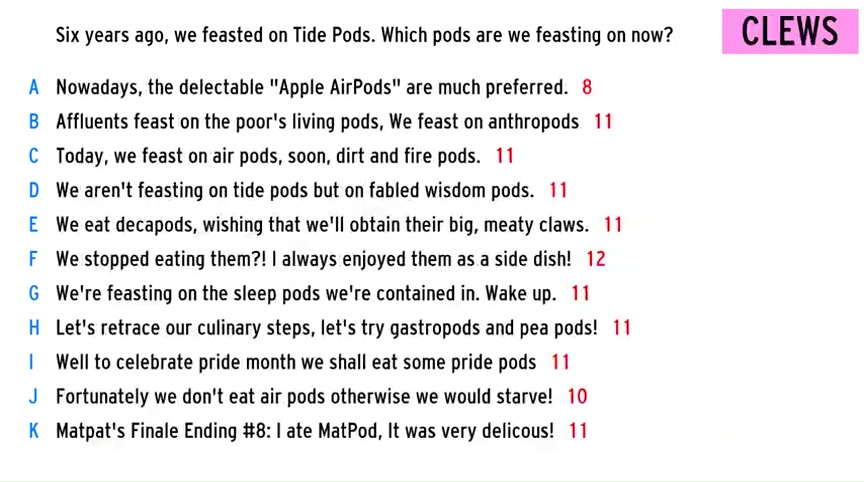 Six years ago, we feasted on Tide Pods. Which pods are we feasting on now?
CLEWS
A Nowadays, the delectable "Apple AirPods" are much preferred. 8
B Affluents feast on the poor's living pods, We feast on anthropods 11
C Today, we feast on air pods, soon, dirt and fire pods. 11
D We aren't feasting on tide pods but on fabled wisdom pods. 11
E We eat decapods, wishing that we'll obtain their big, meaty claws. 11
F We stopped eating them?! I always enjoyed them as a side dish! 12
G We're feasting on the sleep pods we're contained in. Wake up. 11
H Let's retrace our culinary steps, let's try gastropods and pea pods! 11
I Well to celebrate pride month we shall eat some pride pods 11
J Fortunately we don't eat air pods otherwise we would starve! 10
K Matpat's Finale Ending #8: I ate MatPod, It was very delicous! 11